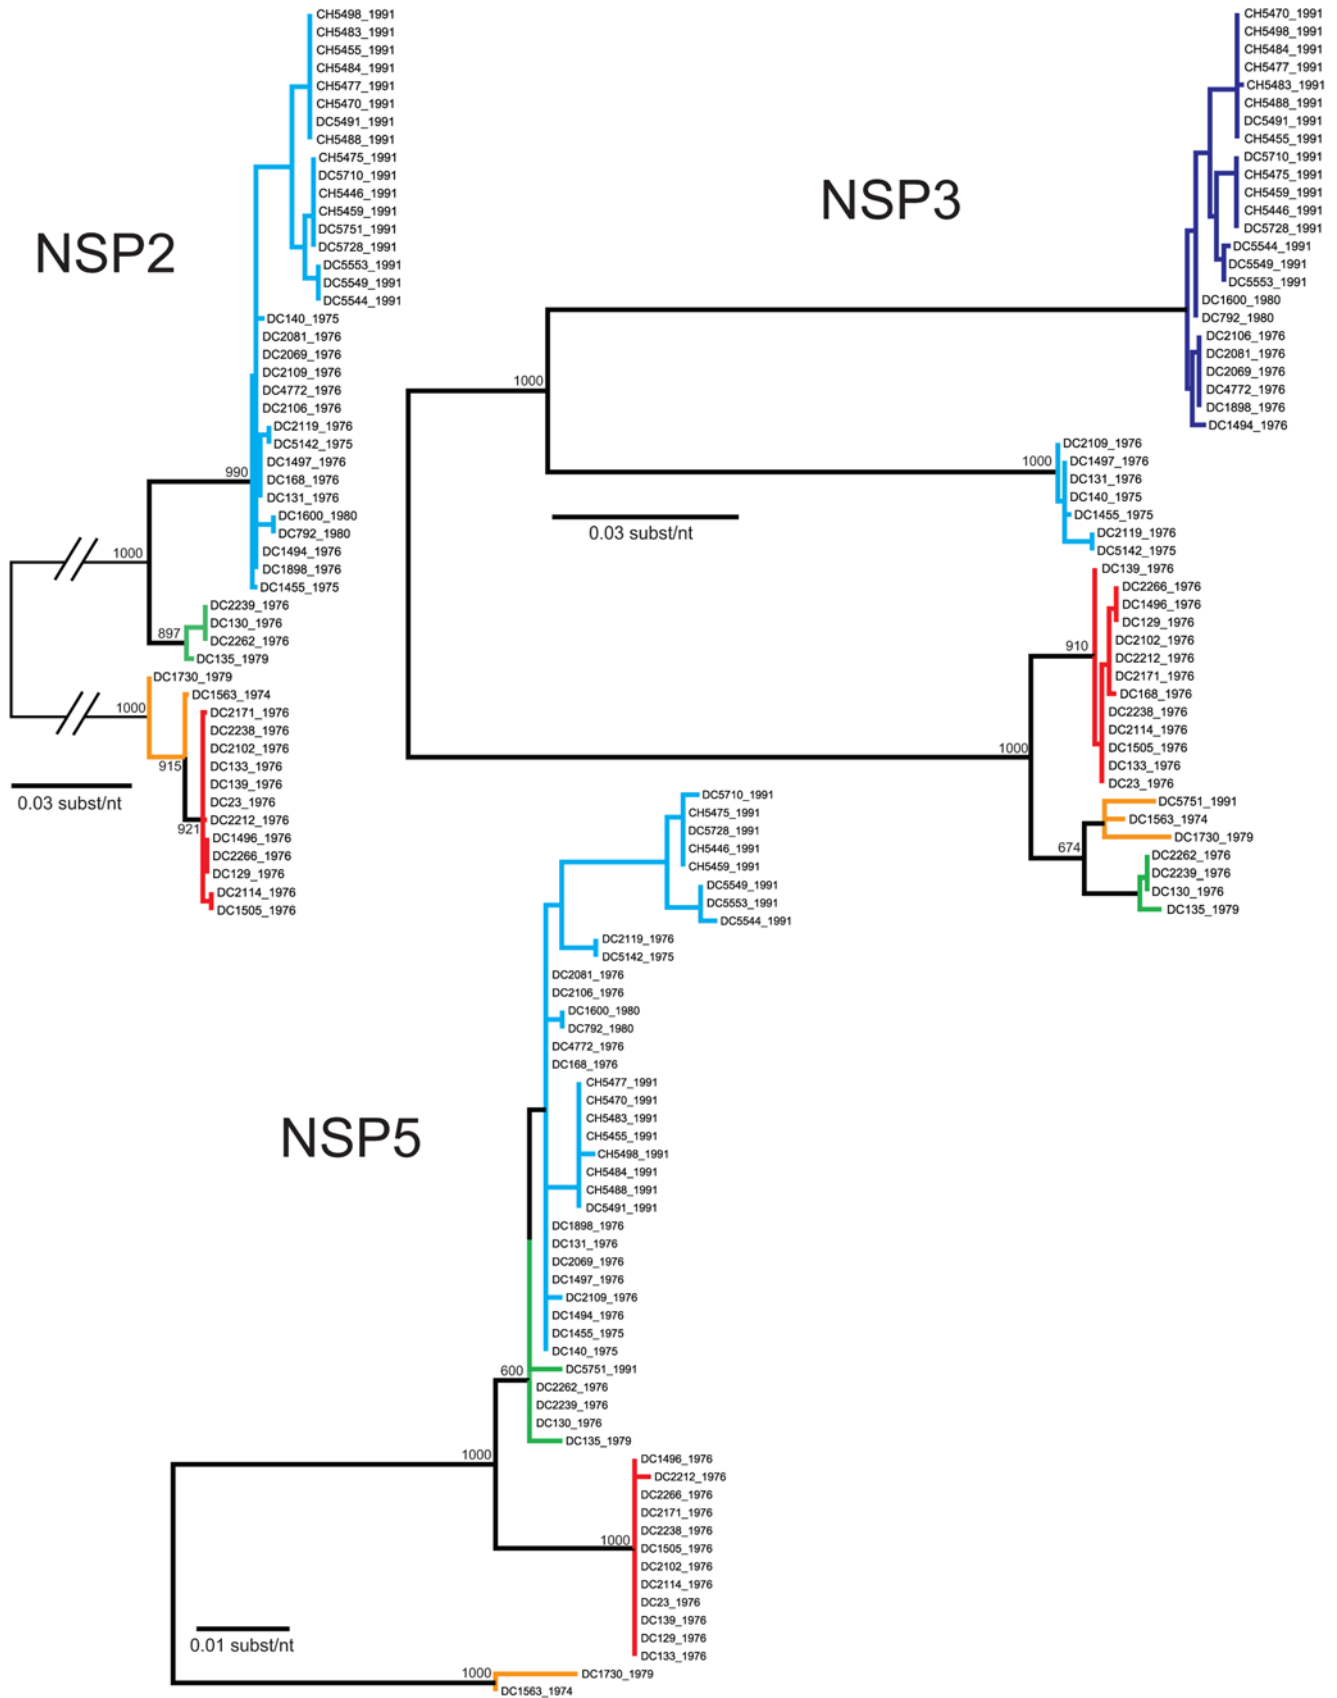 NSP2
CH5498_1991
CH5483_1991
CH5455_1991
CH5484_1991
CH5477_1991
CH5470_1991
DC5491_1991
CH5488_1991
CH5475_1991
DC5710_1991
CH5446_1991
CH5459_1991
DC5751_1991
DC5728_1991
DC5553_1991
DC5549_1991
DC5544_1991
DC140_1975
DC2081_1976
DC2069_1976
DC2109_1976
DC4772_1976
DC2106_1976
DC2119_1976
DC5142_1975
DC1497_1976
990
DC168_1976
DC131_1976
DC1600_1980
DC792_1980
DC1494_1976
1000
DC1898_1976
DC1455_1975
DC2239_1976
DC130_1976
897
DC2262_1976
DC135_1979
DC1730_1979
DC1563_1974
1000
DC2171_1976
DC2238_1976
DC2102_1976
915
DC133_1976
DC139_1976
DC23_1976
DC2212_1976
921
DC1496_1976
DC2266_1976
DC129_1976
DC2114_1976
DC1505_1976
0.03 subst/nt
NSP3
CH5470_1991
CH5498_1991
CH5484_1991
CH5477_1991
CH5483_1991
CH5488_1991
DC5491_1991
CH5455_1991
DC5710_1991
CH5475_1991
CH5459_1991
CH5446_1991
DC5728_1991
DC5544_1991
DC5549_1991
DC5553_1991
DC1600_1980
DC792_1980
DC2106_1976
DC2081_1976
DC2069_1976
1000
DC4772_1976
DC1898_1976
DC1494_1976
DC2109_1976
1000
DC1497_1976
DC131_1976
DC140_1975
DC1455_1975
DC2119_1976
DC5142_1975
0.03 subst/nt
DC139_1976
DC2266_1976
DC1496_1976
DC129_1976
DC2102_1976
910
DC2212_1976
DC2171_1976
DC168_1976
DC2238_1976
DC2114_1976
1000
DC1505_1976
DC133_1976
DC23_1976
DC5751_1991
DC1563_1974
DC1730_1979
674
DC2262_1976
DC2239_1976
DC130_1976
DC135_1979
NSP5
DC5710_1991
CH5475_1991
DC5728_1991
CH5446_1991
CH5459_1991
DC5549_1991
DC5553_1991
DC5544_1991
DC2119_1976
DC5142_1975
DC2081_1976
DC2106_1976
DC1600_1980
DC792_1980
DC4772_1976
DC168_1976
CH5477_1991
CH5470_1991
CH5483_1991
CH5455_1991
CH5498_1991
CH5484_1991
CH5488_1991
DC5491_1991
DC1898_1976
DC131_1976
DC2069_1976
DC1497_1976
DC2109_1976
DC1494_1976
DC1455_1975
DC140_1975
600
DC5751_1991
DC2262_1976
DC2239_1976
DC130_1976
DC135_1979
1000
DC1496_1976
DC2212_1976
DC2266_1976
DC2171_1976
DC2238_1976
1000
DC1505_1976
DC2102_1976
DC2114_1976
DC23_1976
DC139_1976
DC129_1976
DC133_1976
0.01 subst/nt
1000
DC1730_1979
DC1563_1974